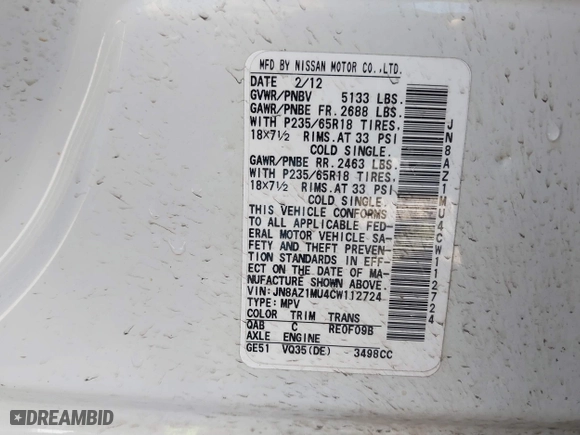 MFD BY NISSAN MOTOR CO.,LTD.
DATE 2/12
GVWR/PNBV 5133 LBS.
GAWR/PNBE FR. 2688 LBS.
WITH P235/65R18 TIRES.
18×7½ RIMS.AT 33 PSI
COLD SINGLE.
GAWR/PNBE RR. 2463 LBS.
WITH P235/65R18 TIRES.
18×7½ RIMS.AT 33 PSI
COLD SINGLE.
THIS VEHICLE CONFORMS
TO ALL APPLICABLE FED-
ERAL MOTOR VEHICLE SA-
FETY AND THEFT PREVEN-
TION STANDARDS IN EFF-
ECT ON THE DATE OF MA-
NUFACTURE SHOWN ABOVE.
VIN:JN8AZ1MU4CW112724
TYPE: MPV
COLOR TRIM TRANS
QAB C RE0F09B
AXLE ENGINE
GE51 VQ35(DE) 3498CC
JN8AZ1MU4CW112724
DREAMBID